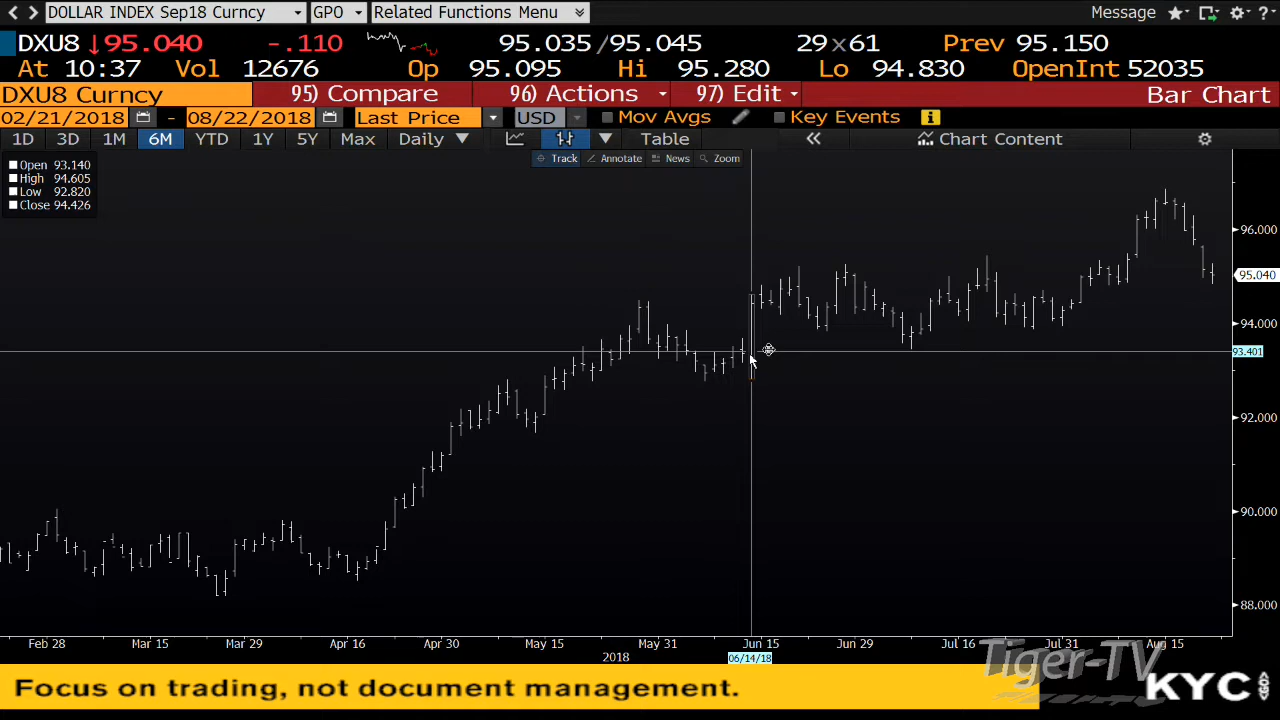 DOLLAR INDEX Sep18 Curncy GPO Related Functions Menu Message
DXU8 ↓95.040 -.110 95.035/95.045 29x61 Prev 95.150
At 10:37 Vol 12676 Op 95.095 Hi 95.280 Lo 94.830 OpenInt 52035
DXU8 Curncy 95) Compare 96) Actions 97) Edit Bar Chart
02/21/2018 - 08/22/2018 Last Price USD Mov Avgs Key Events
1D 3D 1M 6M YTD 1Y 5Y Max Daily ▼ Table « Chart Content
Track Annotate News Zoom
Open 93.140
High 94.605
Low 92.820
Close 94.426
96.000
95.040
94.000
93.401
92.000
90.000
88.000
Feb 28 Mar 15 Mar 29 Apr 16 Apr 30 May 15 May 31 Jun 15 Jun 29 Jul 16 Jul 31 Aug 15
2018 06/14/18
Tiger-TV
Focus on trading, not document management. KYC